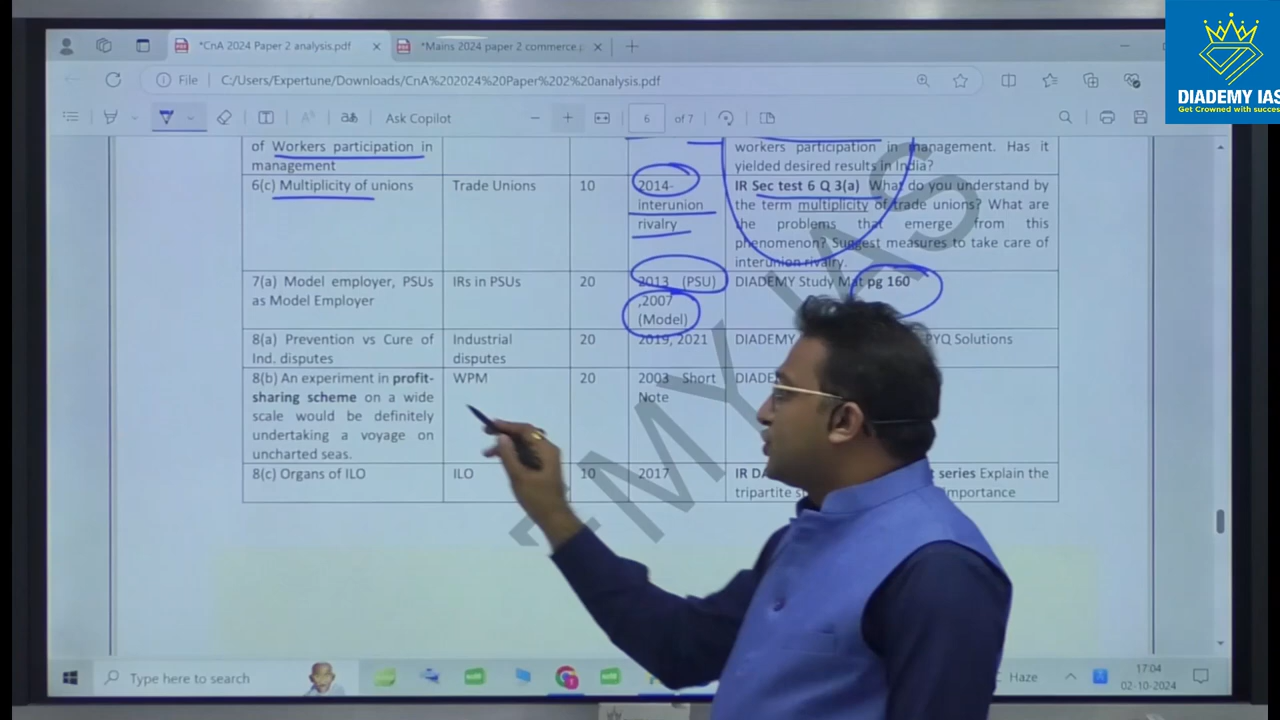 DIADEMY IAS
Get Crowned with success
*CnA 2024 Paper 2 analysis.pdf
*Mains 2024 paper 2 commerce.p
File
C:/Users/Expertune/Downloads/CnA%202024%20Paper%202%20analysis.pdf
Ask Copilot
6
of 7
of Workers participation in
management
workers participation in management. Has it
yielded desired results in India?
6(c) Multiplicity of unions
Trade Unions
10
2014-
interunion
rivalry
IR Sec test 6 Q 3(a) What do you understand by
the term multiplicity of trade unions? What are
the problems that emerge from this
phenomenon? Suggest measures to take care of
interunion rivalry.
7(a) Model employer, PSUs
as Model Employer
IRs in PSUs
20
2013 (PSU)
,2007
(Model)
DIADEMY Study Mat pg 160
8(a) Prevention vs Cure of
Ind. disputes
Industrial
disputes
20
2019, 2021
DIADEMY
PYQ Solutions
8(b) An experiment in profit-
sharing scheme on a wide
scale would be definitely
undertaking a voyage on
uncharted seas.
WPM
20
2003 Short
Note
8(c) Organs of ILO
ILO
10
2017
IR
series Explain the
tripartite
Importance
EMY IAS
Type here to search
Haze
17:04
02-10-2024